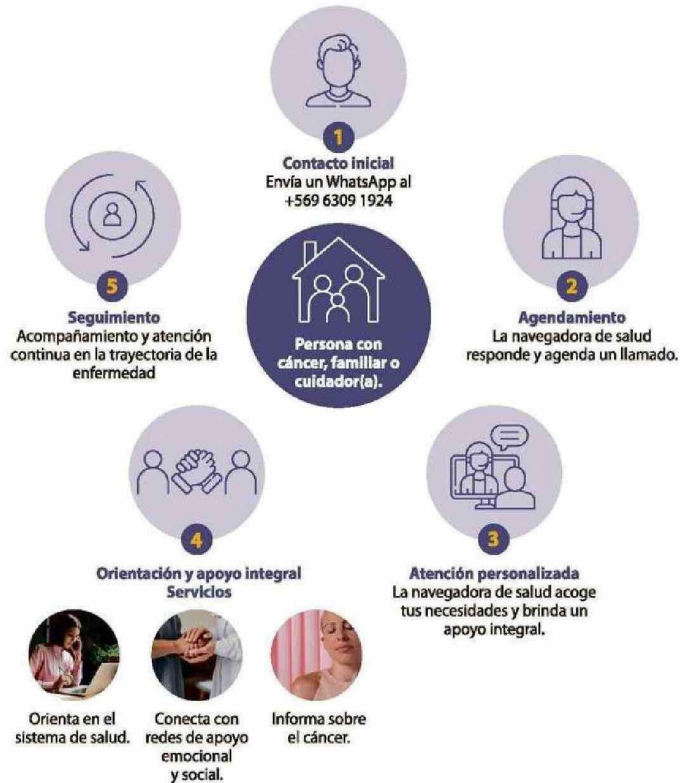 1
Contacto inicial
Envía un WhatsApp al
+569 6309 1924
2
Agendamiento
La navegadora de salud
responde y agenda un llamado.
3
Atención personalizada
La navegadora de salud acoge
tus necesidades y brinda un
apoyo integral.
4
Orientación y apoyo integral
Servicios
Orienta en el
sistema de salud.
Conecta con
redes de apoyo
emocional
y social.
Informa sobre
el cáncer.
5
Seguimiento
Acompañamiento y atención
continua en la trayectoria de la
enfermedad
Persona con
cáncer, familiar o
cuidador(a).